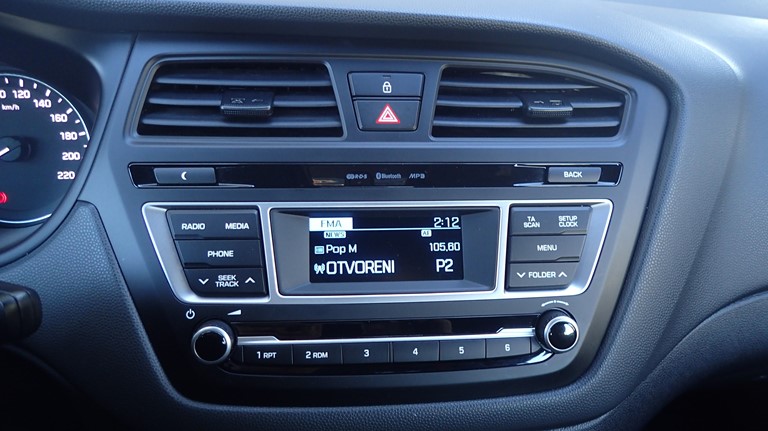 120
km/h
140
160
180
200
220
RDS Bluetooth MP3
BACK
RADIO MEDIA
PHONE
SEEK
TRACK
FMA 2:12
NEWS AF
Pop M 105,60
OTVORENI P2
TA
SCAN
SETUP
CLOCK
MENU
FOLDER
1 RPT 2 RDM 3 4 5 6